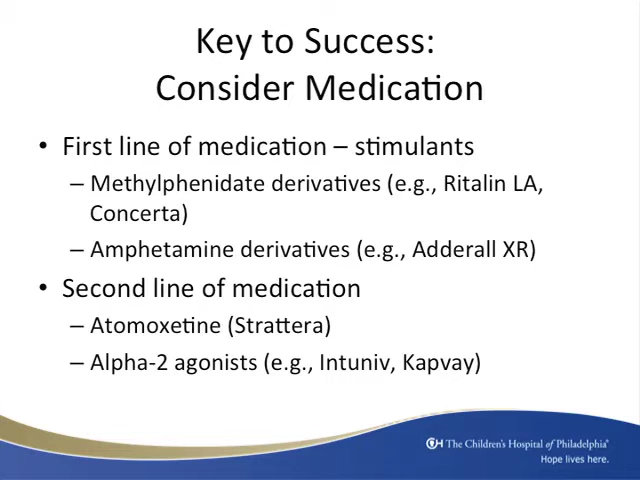 Key to Success:
Consider Medication
• First line of medication – stimulants
– Methylphenidate derivatives (e.g., Ritalin LA,
Concerta)
– Amphetamine derivatives (e.g., Adderall XR)
• Second line of medication
– Atomoxetine (Strattera)
– Alpha-2 agonists (e.g., Intuniv, Kapvay)
CH The Children's Hospital of Philadelphia®
Hope lives here.